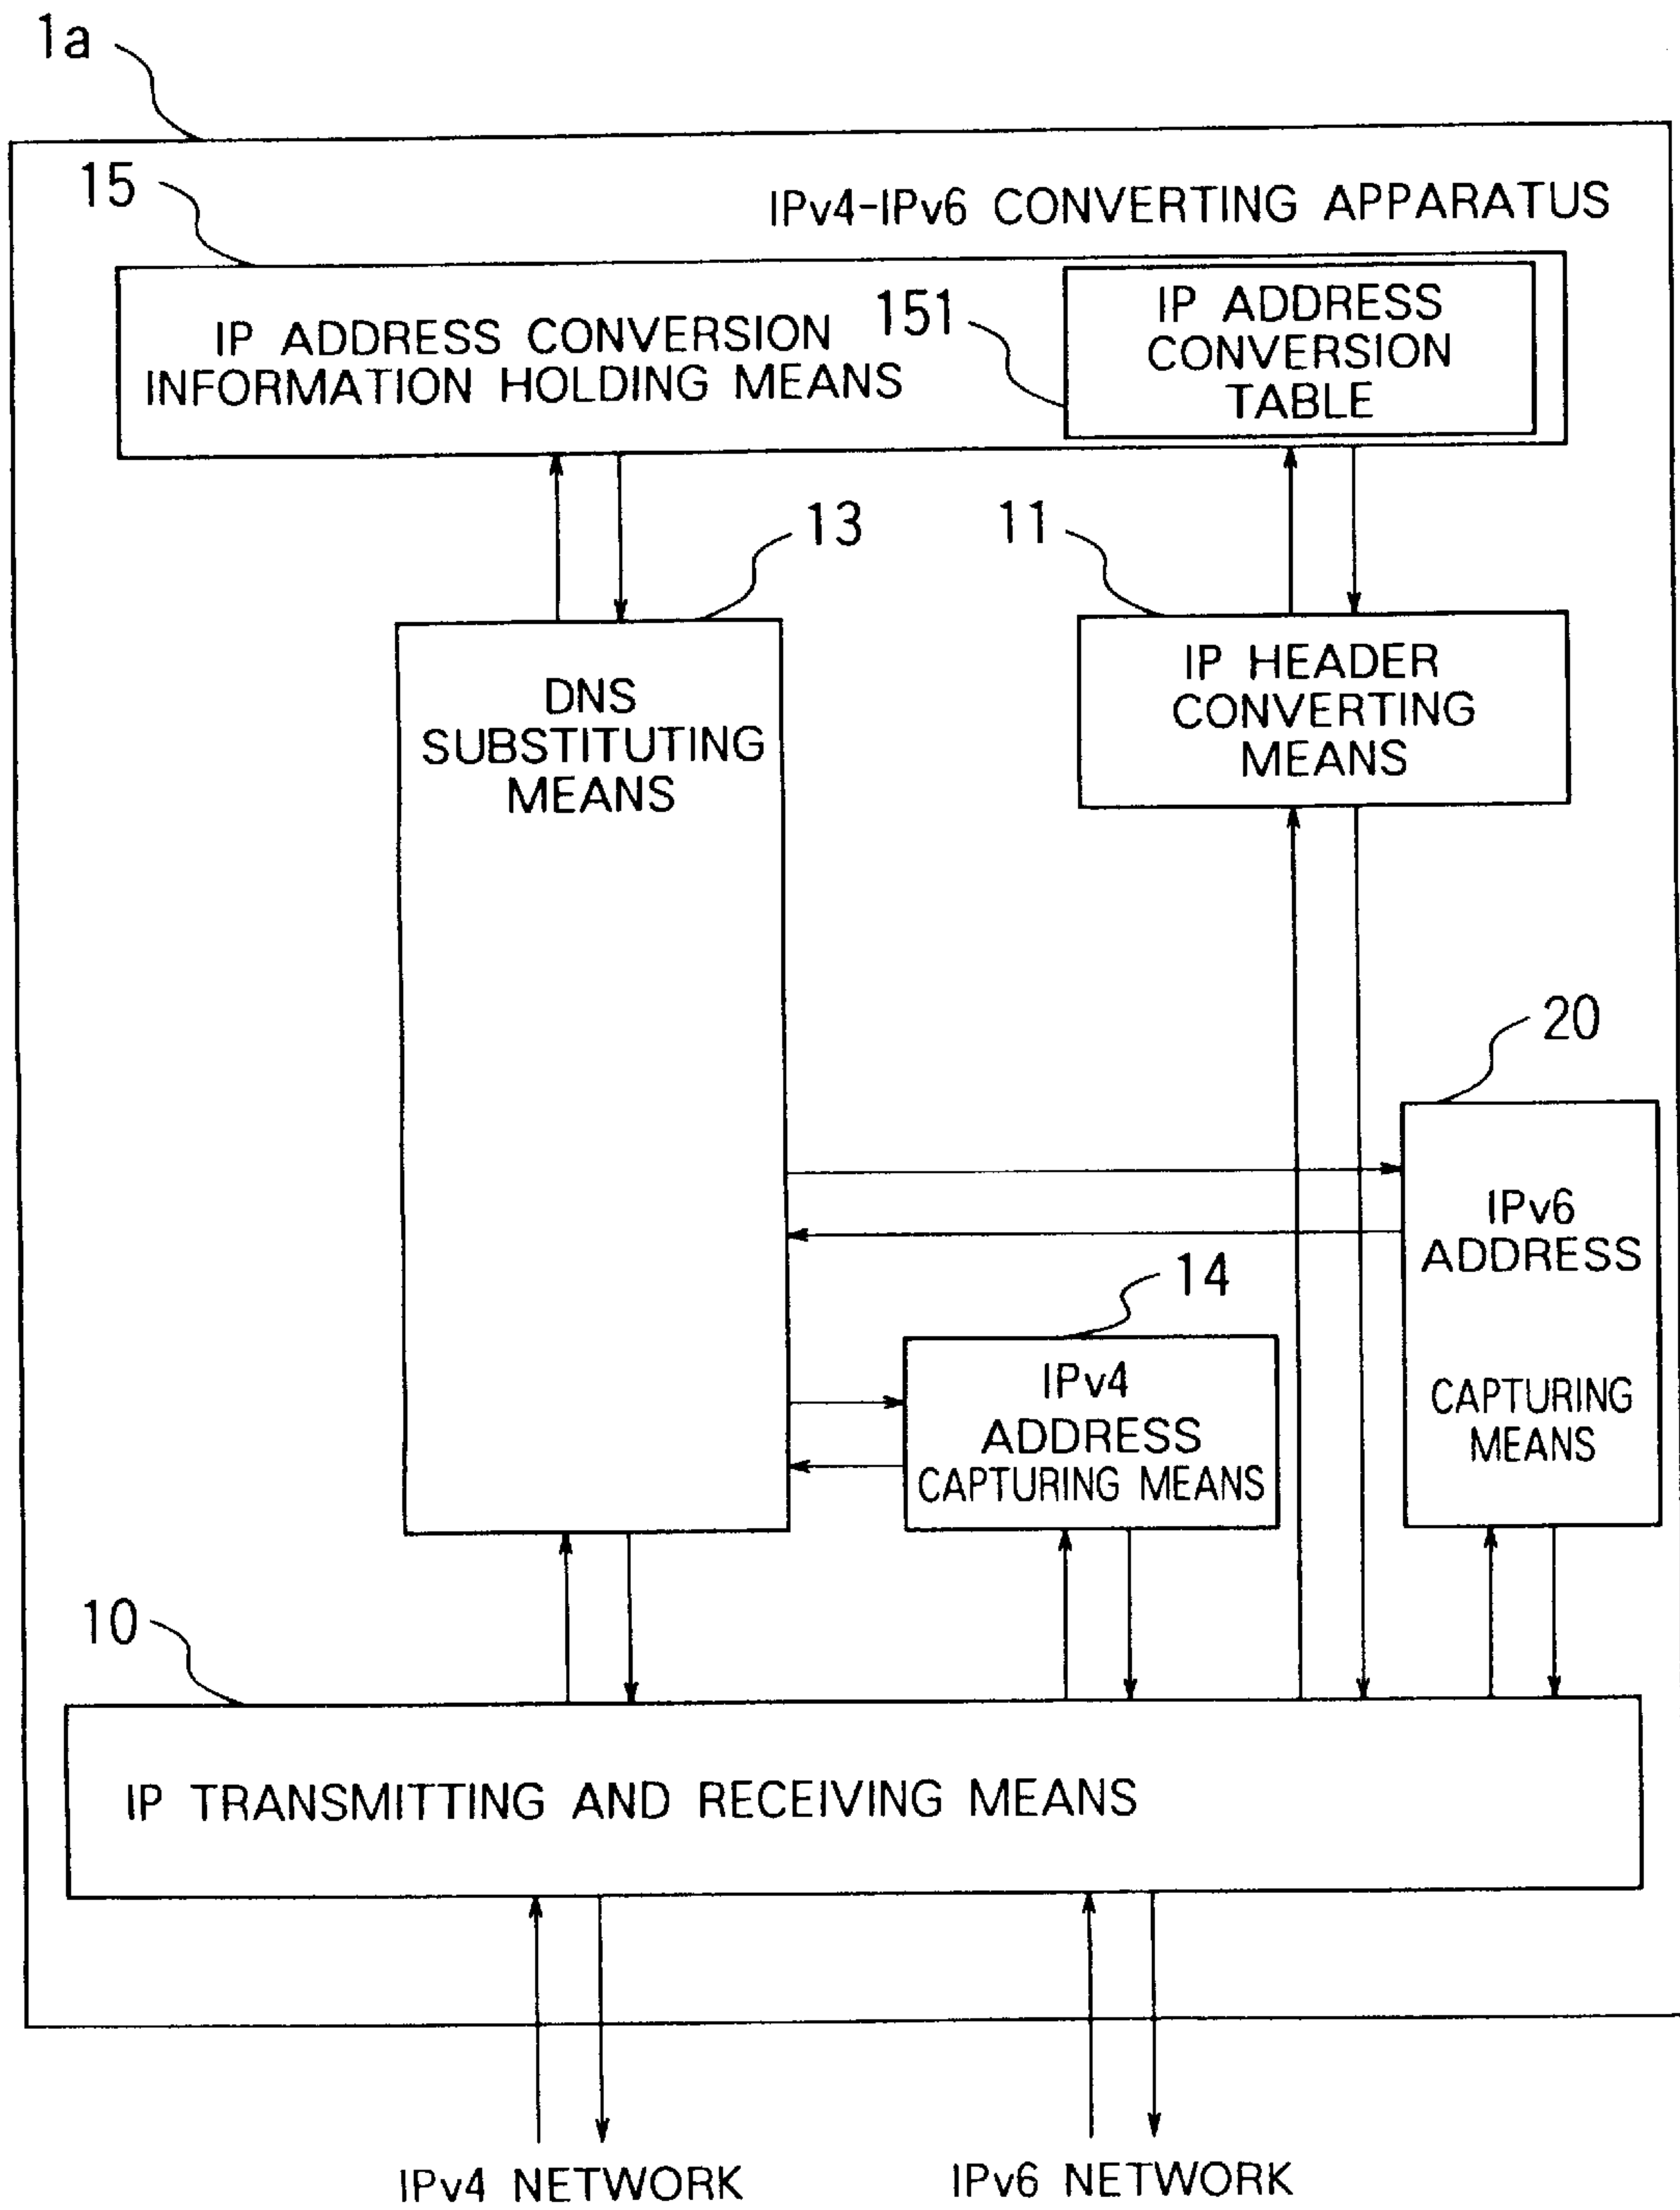 1a
15
IPv4-IPv6 CONVERTING APPARATUS
IP ADDRESS CONVERSION
INFORMATION HOLDING MEANS
151
IP ADDRESS
CONVERSION
TABLE
13
11
DNS
SUBSTITUTING
MEANS
IP HEADER
CONVERTING
MEANS
20
IPv6
ADDRESS
CAPTURING
MEANS
14
IPv4
ADDRESS
CAPTURING MEANS
10
IP TRANSMITTING AND RECEIVING MEANS
IPv4 NETWORK
IPv6 NETWORK